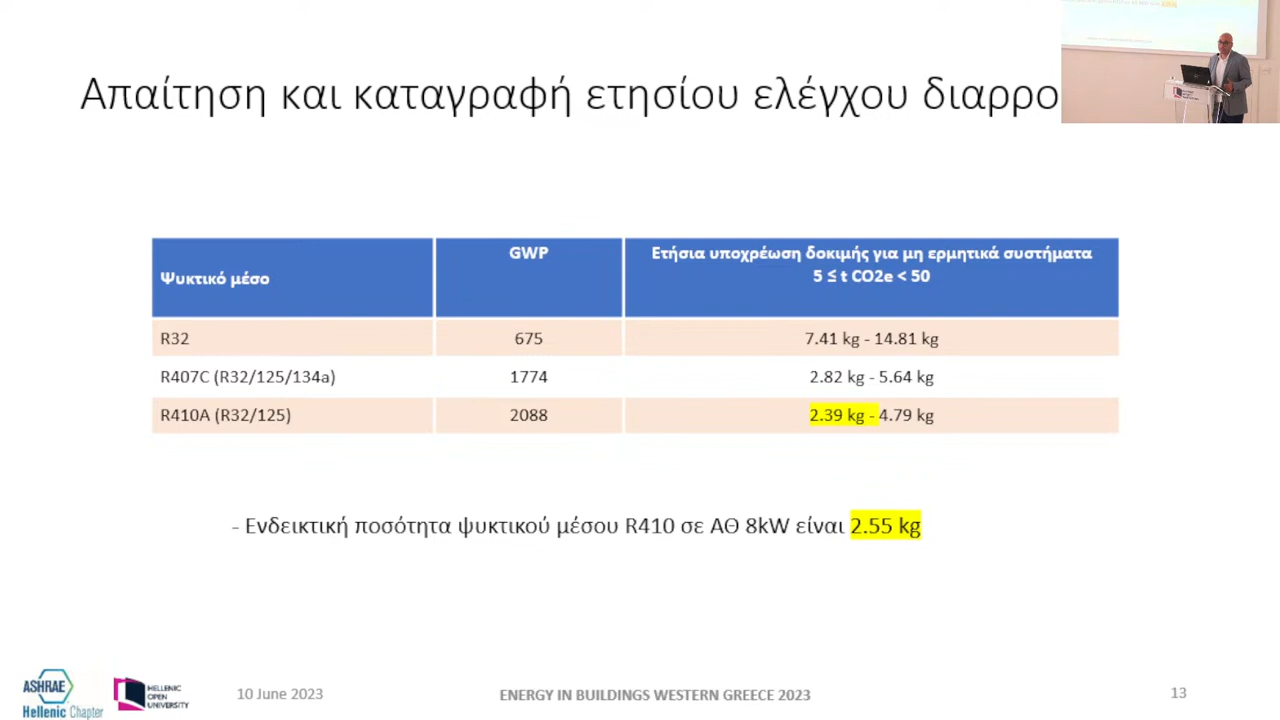 Απαίτηση και καταγραφή ετησίου ελέγχου διαρρο
Ψυκτικό μέσο
GWP
Ετήσια υποχρέωση δοκιμής για μη ερμητικά συστήματα
5 ≤ t CO2e < 50
R32
675
7.41 kg - 14.81 kg
R407C (R32/125/134a)
1774
2.82 kg - 5.64 kg
R410A (R32/125)
2088
2.39 kg - 4.79 kg
- Ενδεικτική ποσότητα ψυκτικού μέσου R410 σε ΑΘ 8kW είναι 2.55 kg
ASHRAE
Hellenic Chapter
HELLENIC
OPEN
UNIVERSITY
10 June 2023
ENERGY IN BUILDINGS WESTERN GREECE 2023
13